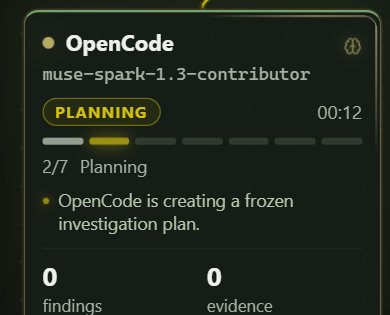 OpenCode
muse-spark-1.3-contributor
PLANNING 00:12
2/7 Planning
• OpenCode is creating a frozen
investigation plan.
0 0
findings evidence